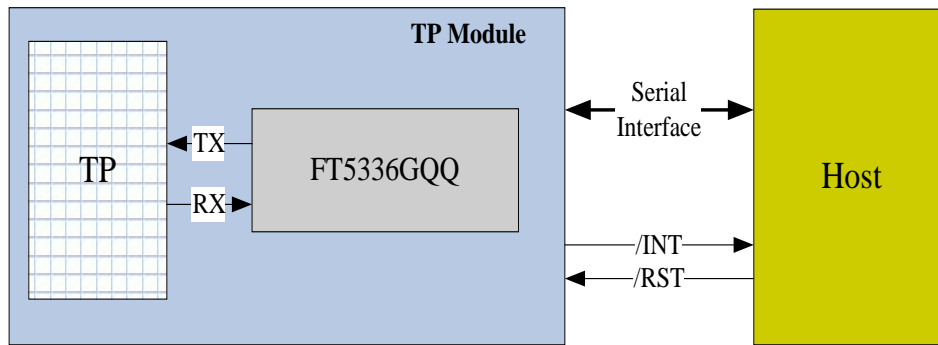 TP Module
TP
TX
FT5336GQQ
RX
Serial
Interface
Host
/INT
/RST